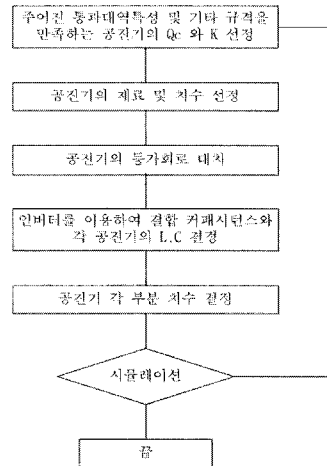 주어진 통과대역특성 및 기타 규격을
만족하는 공진기의 Qc 와 K 선정
공진기의 재료 및 치수 선정
공진기의 등가회로 대치
인버터를 이용하여 결합 커패시턴스와
각 공진기의 L,C 결정
공진기 각 부분 치수 결정
시뮬레이션
끝